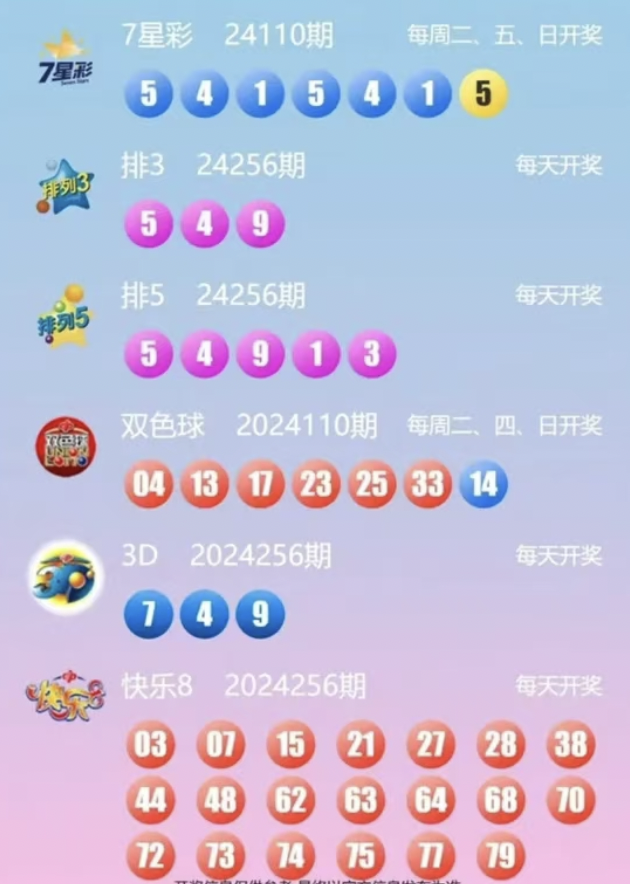 7星彩 24110期 每周二、五、日开奖
7星彩
5 4 1 5 4 1 5
排3 24256期 每天开奖
排列3
5 4 9
排5 24256期 每天开奖
排列5
5 4 9 1 3
双色球 2024110期 每周二、四、日开奖
双色球
04 13 17 23 25 33 14
3D 2024256期 每天开奖
3D
7 4 9
快乐8 2024256期 每天开奖
快乐8
03 07 15 21 27 28 38
44 48 62 63 64 68 70
72 73 74 75 77 79